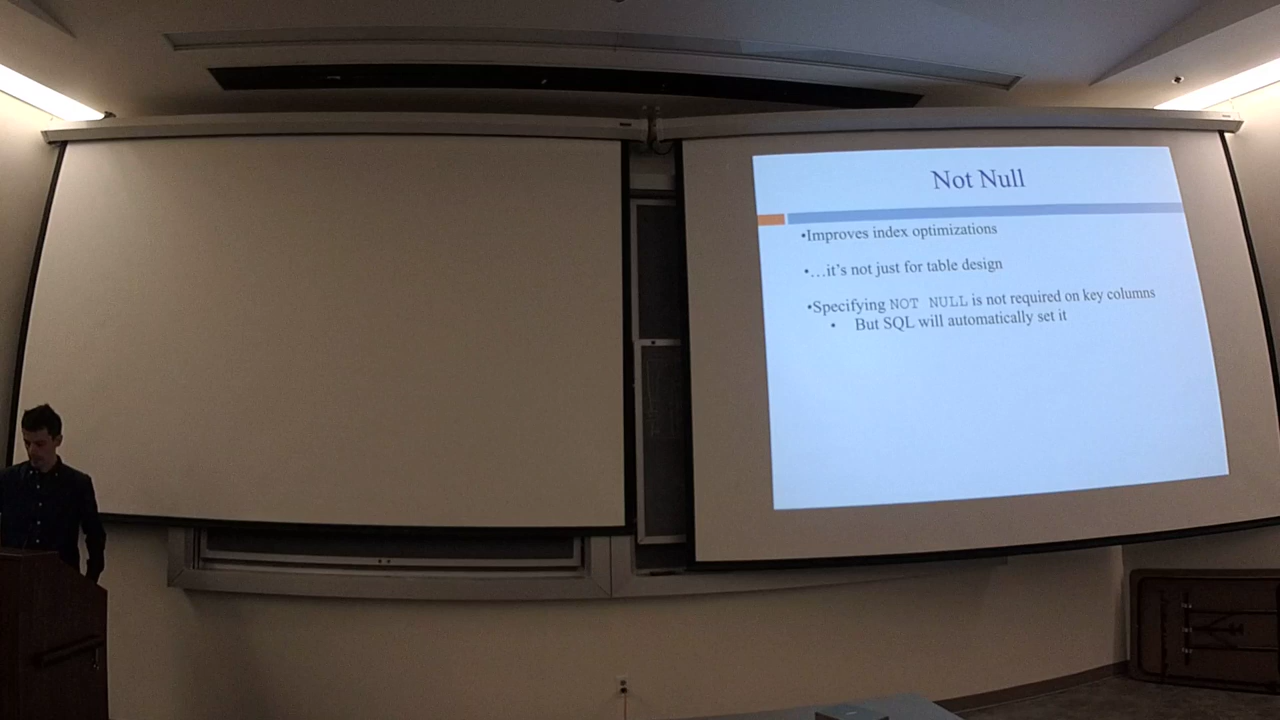 Not Null
•Improves index optimizations
•…it's not just for table design
•Specifying NOT NULL is not required on key columns
• But SQL will automatically set it